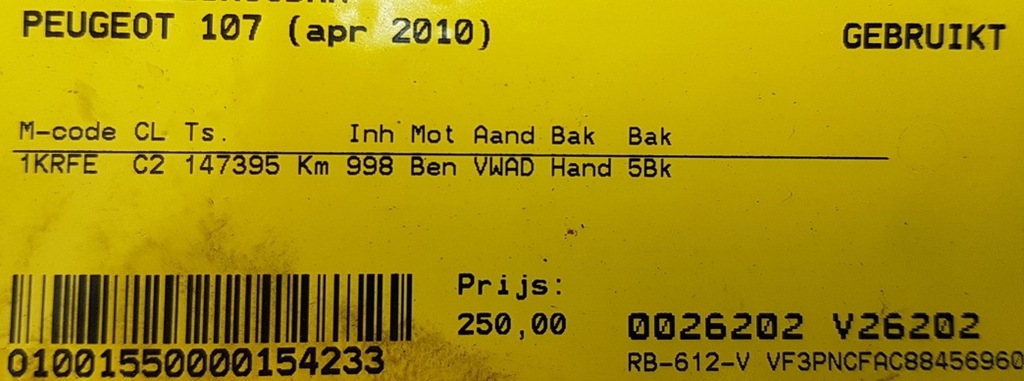 PEUGEOT 107 (apr 2010) GEBRUIKT
M-code CL Ts. Inh Mot Aand Bak Bak
1KRFE C2 147395 Km 998 Ben VWAD Hand 5Bk
Prijs:
250,00 0026202 V26202
01001550000154233 RB-612-V VF3PNCFAC88456960